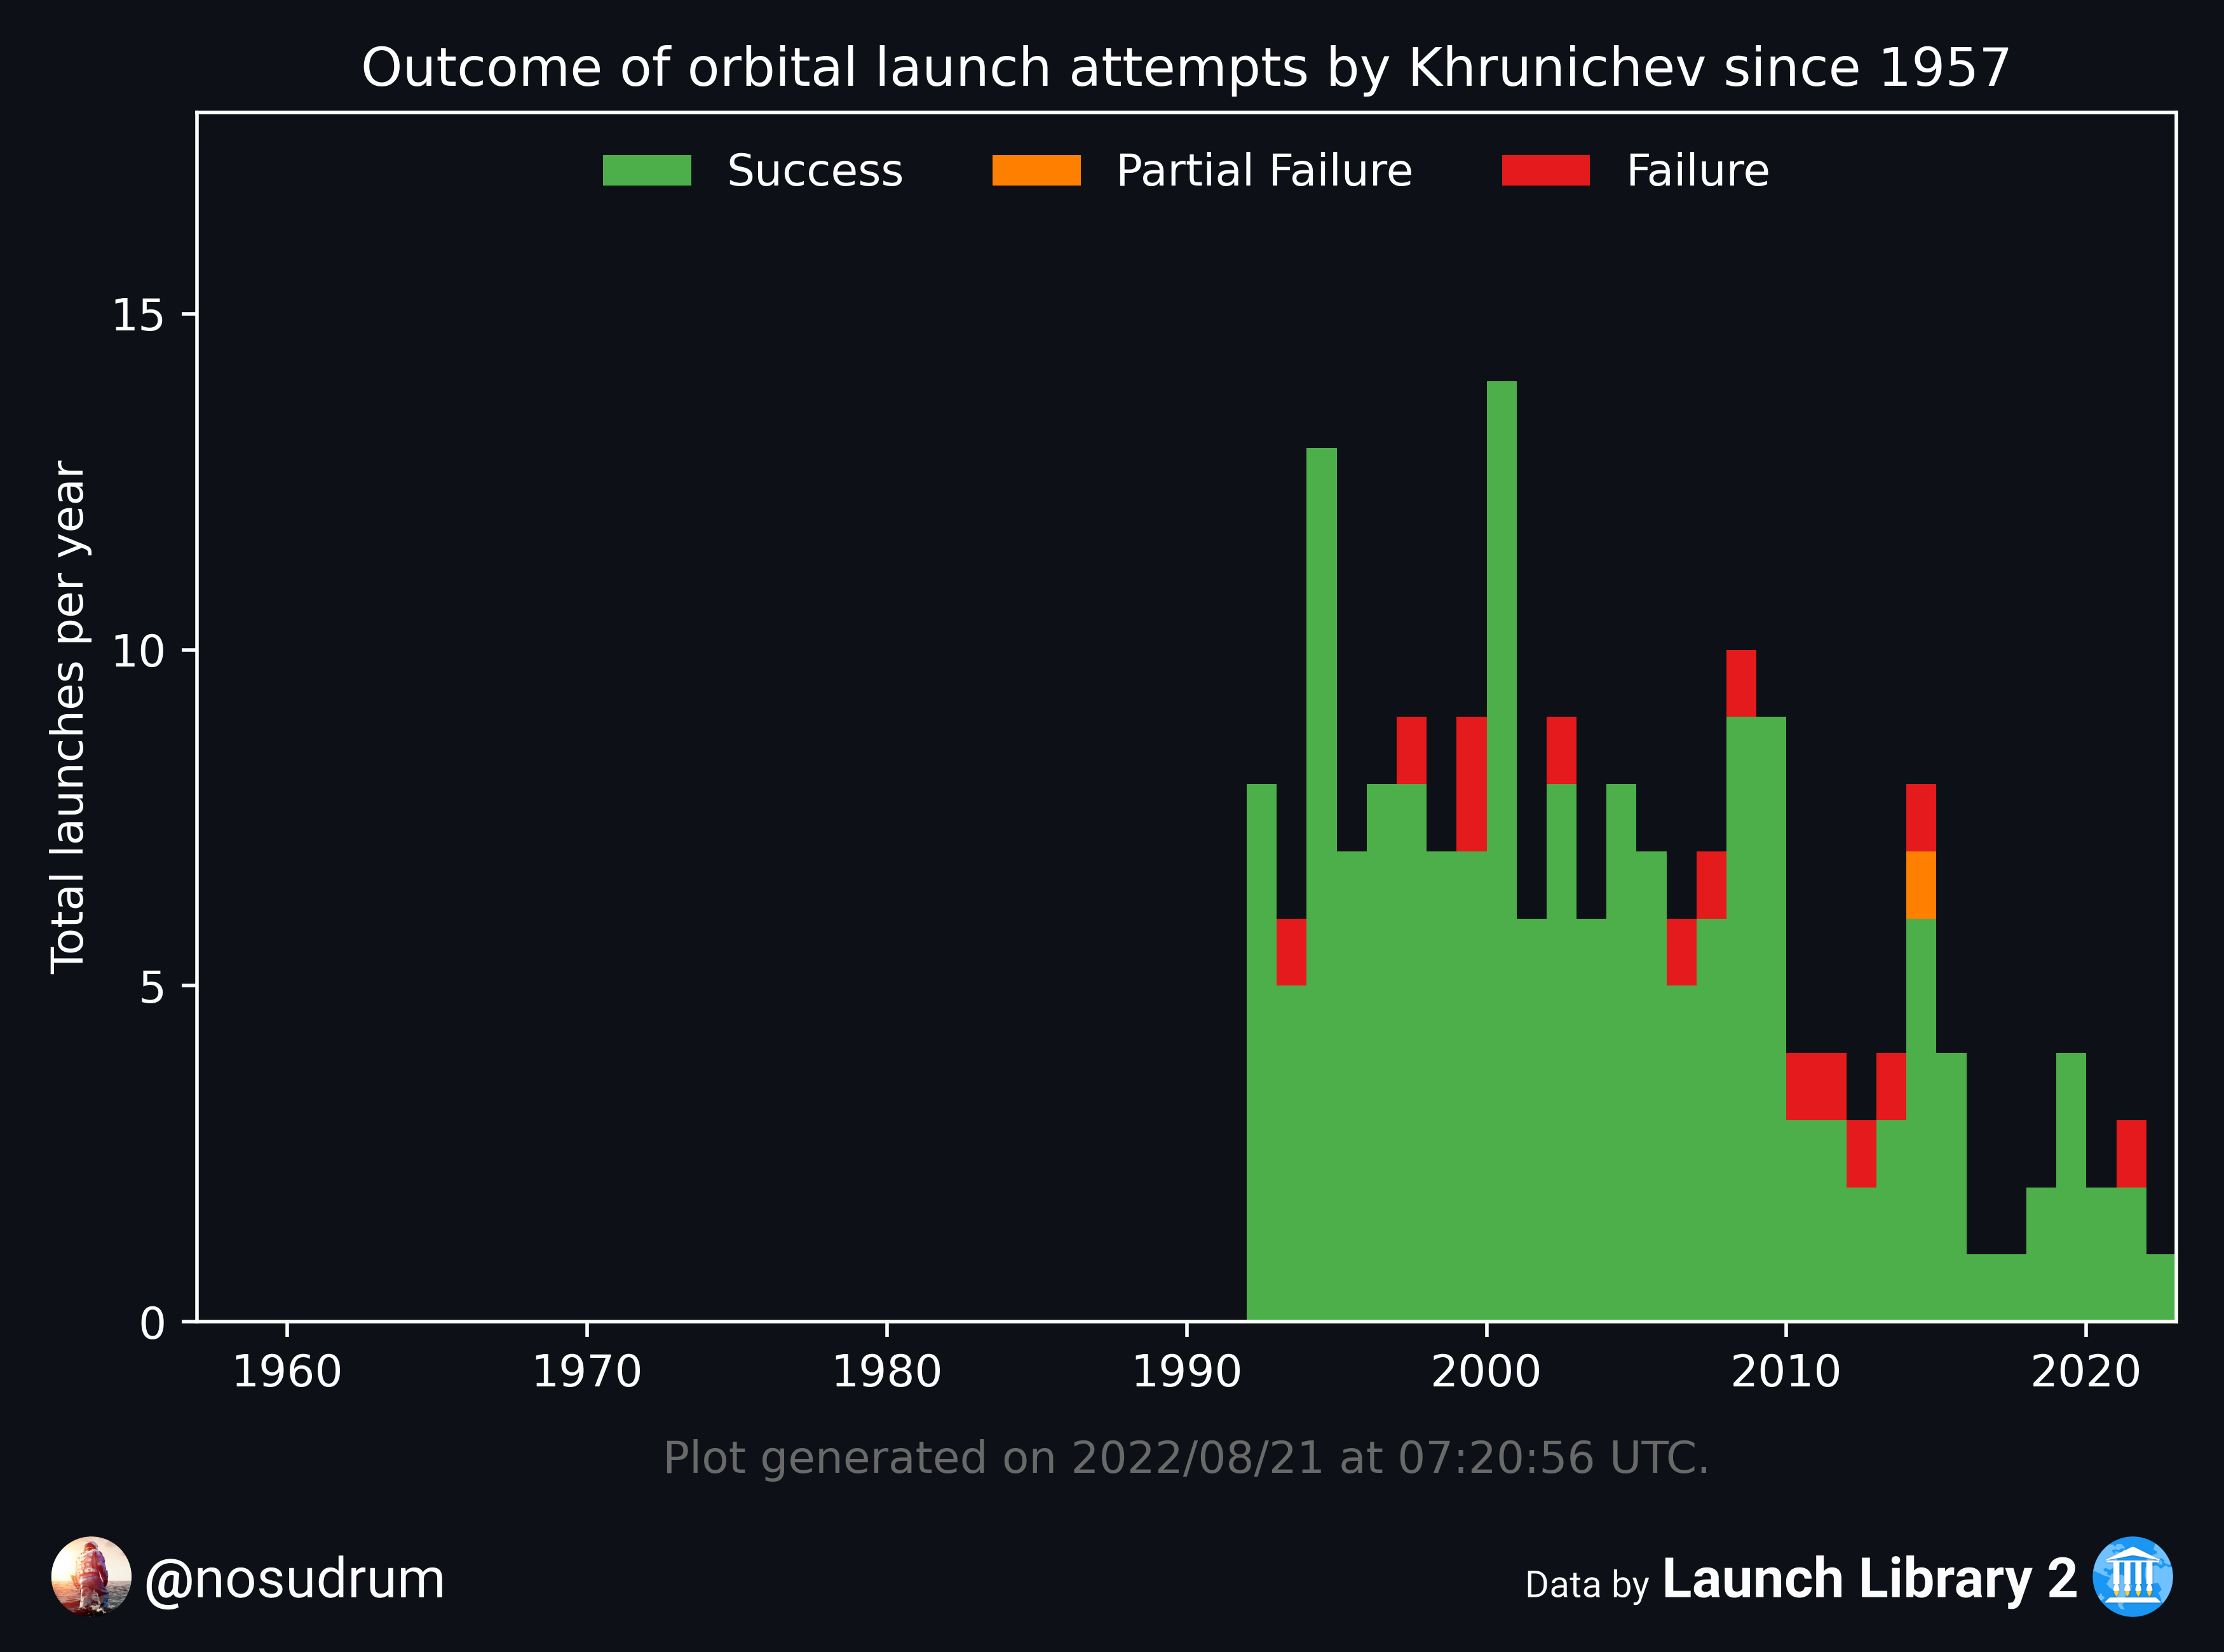 Outcome of orbital launch attempts by Khrunichev since 1957
Success Partial Failure Failure
Total launches per year
15
10
5
0
1960 1970 1980 1990 2000 2010 2020
Plot generated on 2022/08/21 at 07:20:56 UTC.
@nosudrum
Data by Launch Library 2